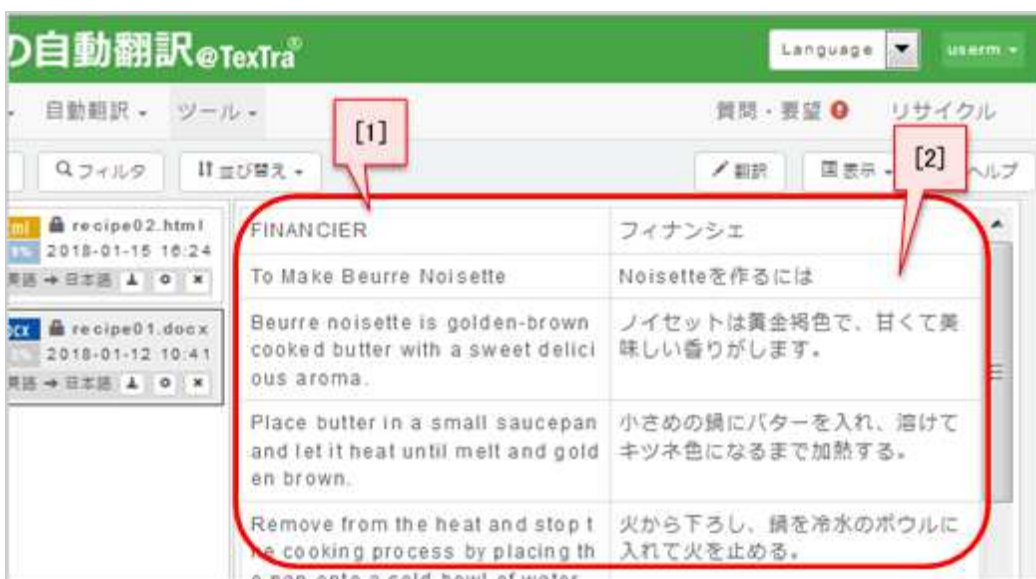 の自動翻訳@TexTra®
Language
userm
自動翻訳
ツール
質問・要望
リサイクル
[1]
[2]
フィルタ
並び替え
翻訳
表示
ヘルプ
recipe02.html
2018-01-15 16:24
英語 → 日本語
recipe01.docx
2018-01-12 10:41
英語 → 日本語
FINANCIER
フィナンシェ
To Make Beurre Noisette
Noisetteを作るには
Beurre noisette is golden-brown
cooked butter with a sweet delici
ous aroma.
ノイセットは黄金褐色で、甘くて美
味しい香りがします。
Place butter in a small saucepan
and let it heat until melt and gold
en brown.
小さめの鍋にバターを入れ、溶けて
キツネ色になるまで加熱する。
Remove from the heat and stop t
he cooking process by placing th
e pan onto a cold bowl of water
火から下ろし、鍋を冷水のボウルに
入れて火を止める。